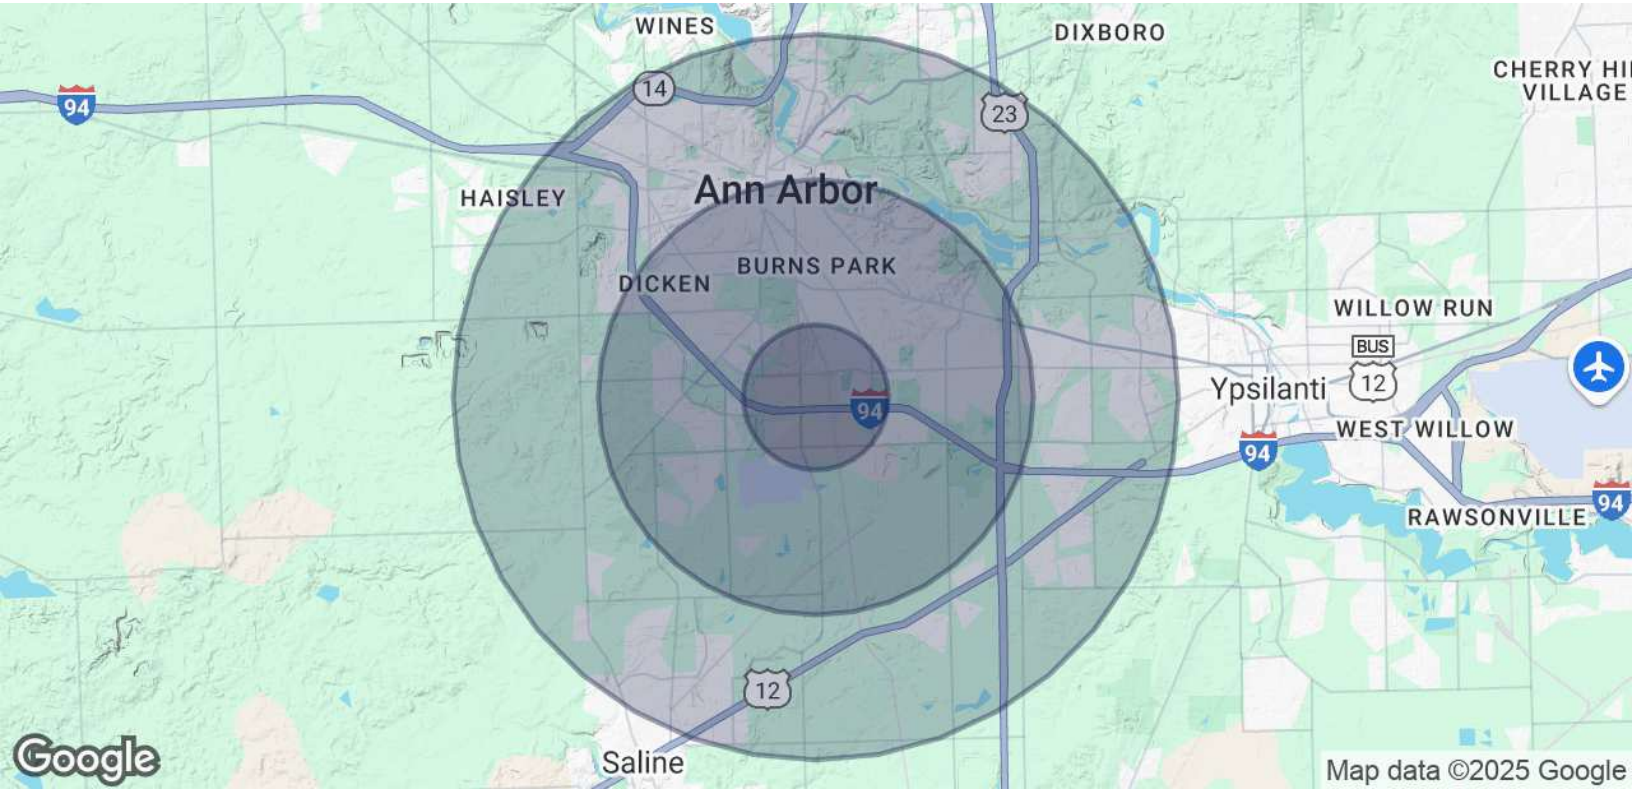 WINES
DIXBORO
CHERRY HI
VILLAGE
94
14
23
HAISLEY
Ann Arbor
BURNS PARK
DICKEN
WILLOW RUN
BUS
12
Ypsilanti
94
WEST WILLOW
94
94
RAWSONVILLE
12
Saline
Google
Map data ©2025 Google